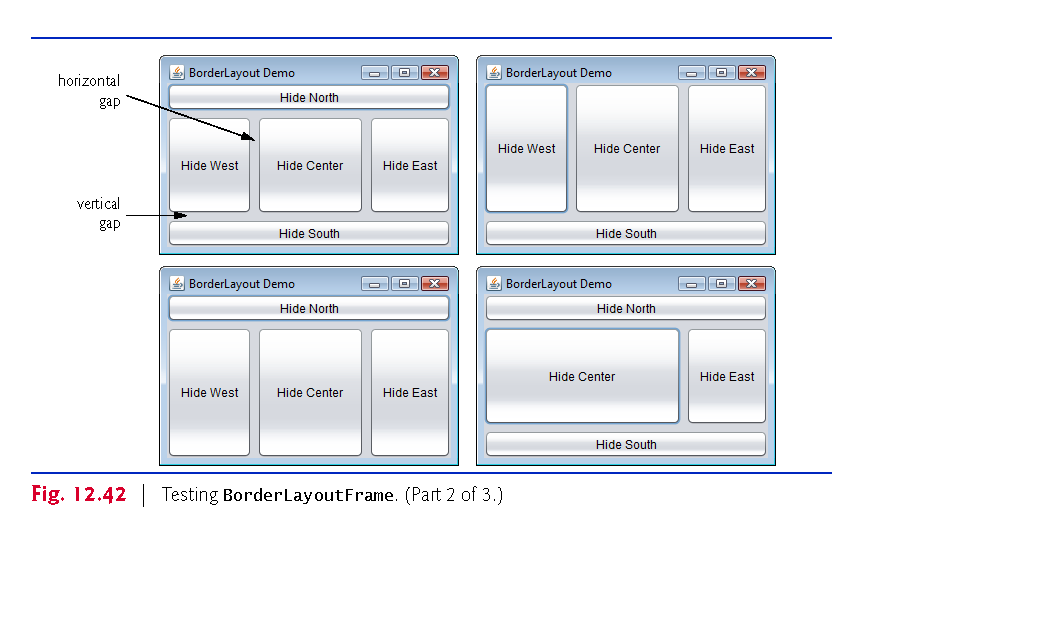 horizontal
gap
vertical
gap
BorderLayout Demo
Hide North
Hide West
Hide Center
Hide East
Hide South
BorderLayout Demo
Hide West
Hide Center
Hide East
Hide South
BorderLayout Demo
Hide North
Hide West
Hide Center
Hide East
BorderLayout Demo
Hide North
Hide Center
Hide East
Hide South
Fig. 12.42 | Testing BorderLayoutFrame. (Part 2 of 3.)